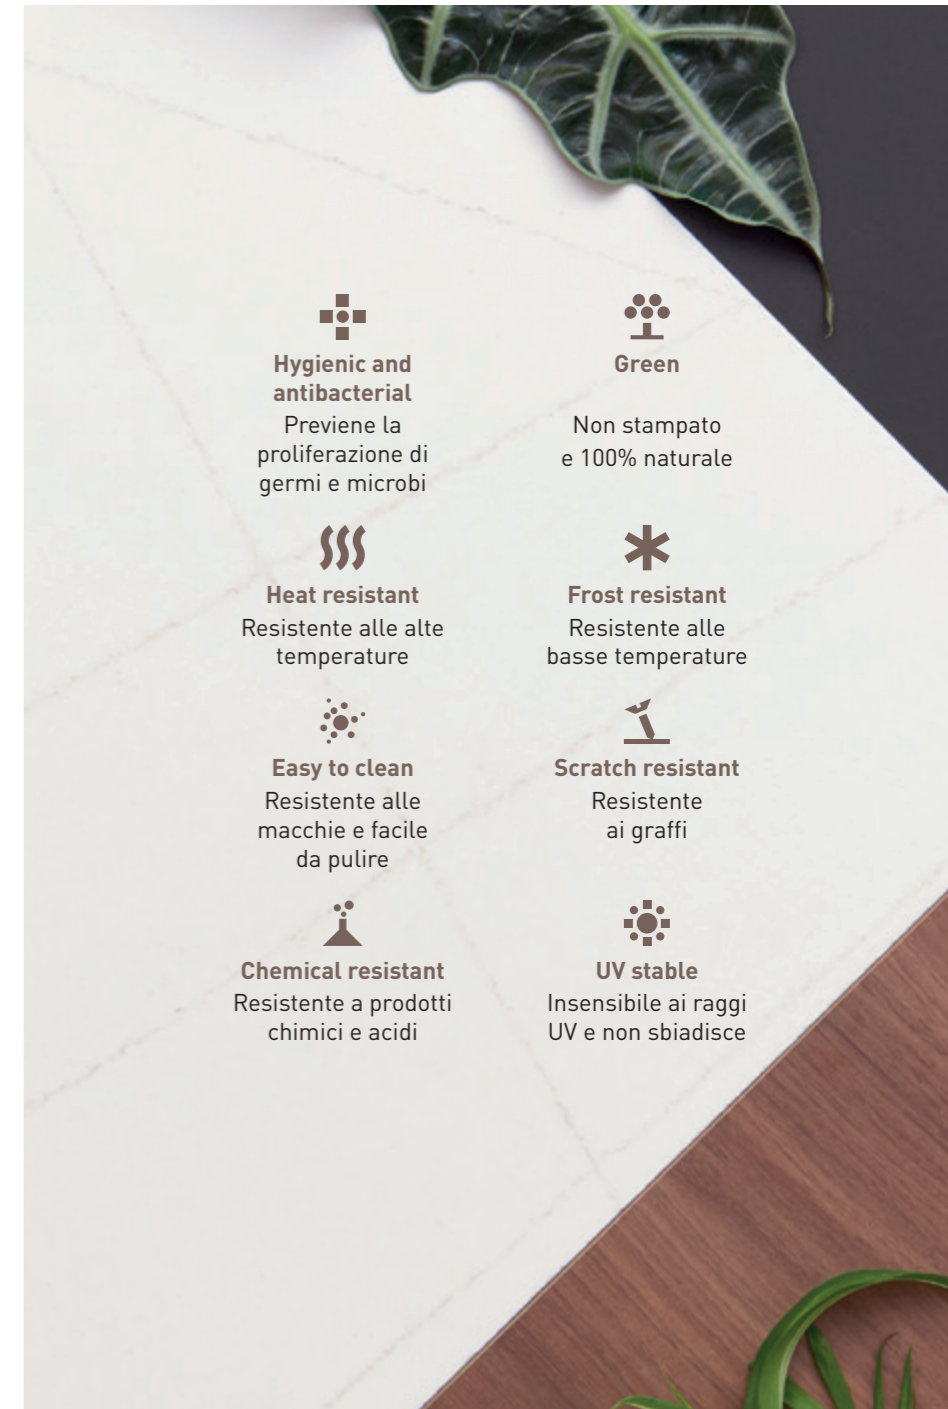 Hygienic and
antibacterial
Previene la
proliferazione di
germi e microbi
Green
Non stampato
e 100% naturale
Heat resistant
Resistente alle alte
temperature
Frost resistant
Resistente alle
basse temperature
Easy to clean
Resistente alle
macchie e facile
da pulire
Scratch resistant
Resistente
ai graffi
Chemical resistant
Resistente a prodotti
chimici e acidi
UV stable
Insensibile ai raggi
UV e non sbiadisce